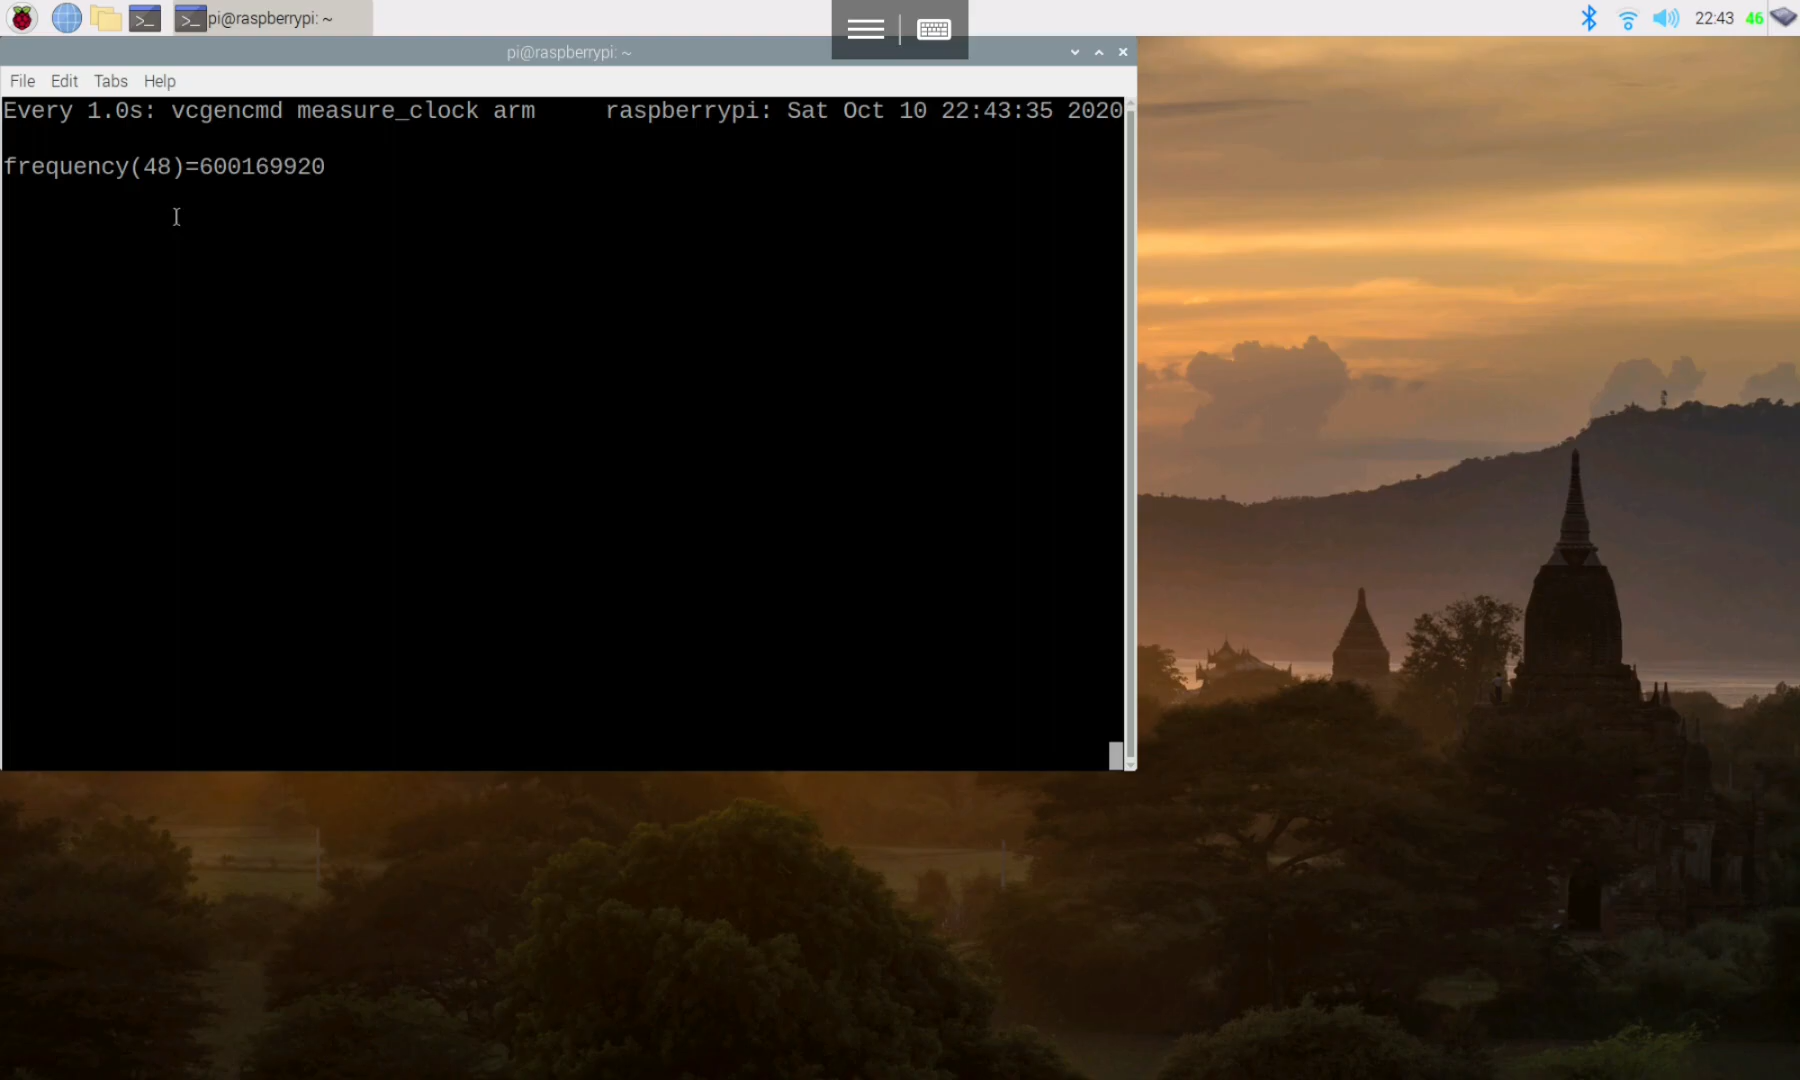 pi@raspberrypi: ~
22:43
46
pi@raspberrypi: ~
File Edit Tabs Help
Every 1.0s: vcgencmd measure_clock arm raspberrypi: Sat Oct 10 22:43:35 2020
frequency(48)=600169920